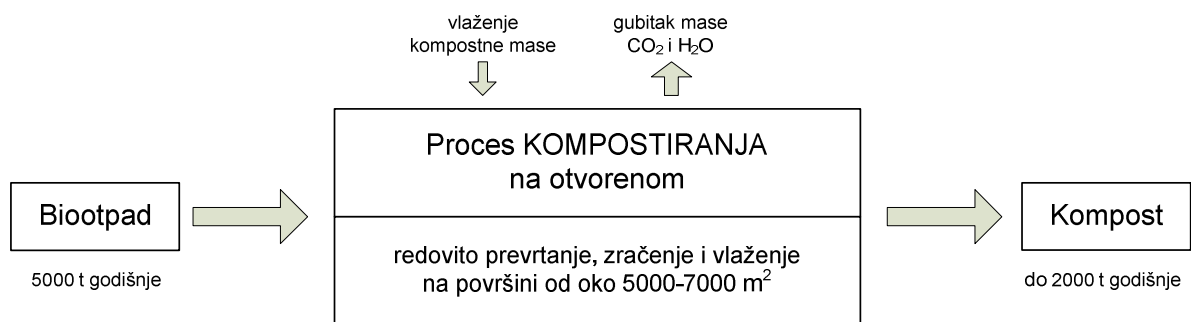 vlaženje
kompostne mase
gubitak mase
CO₂ i H₂O
Proces KOMPOSTIRANJA
na otvorenom
Biootpad
5000 t godišnje
redovito prevrtanje, zračenje i vlaženje
na površini od oko 5000-7000 m²
Kompost
do 2000 t godišnje